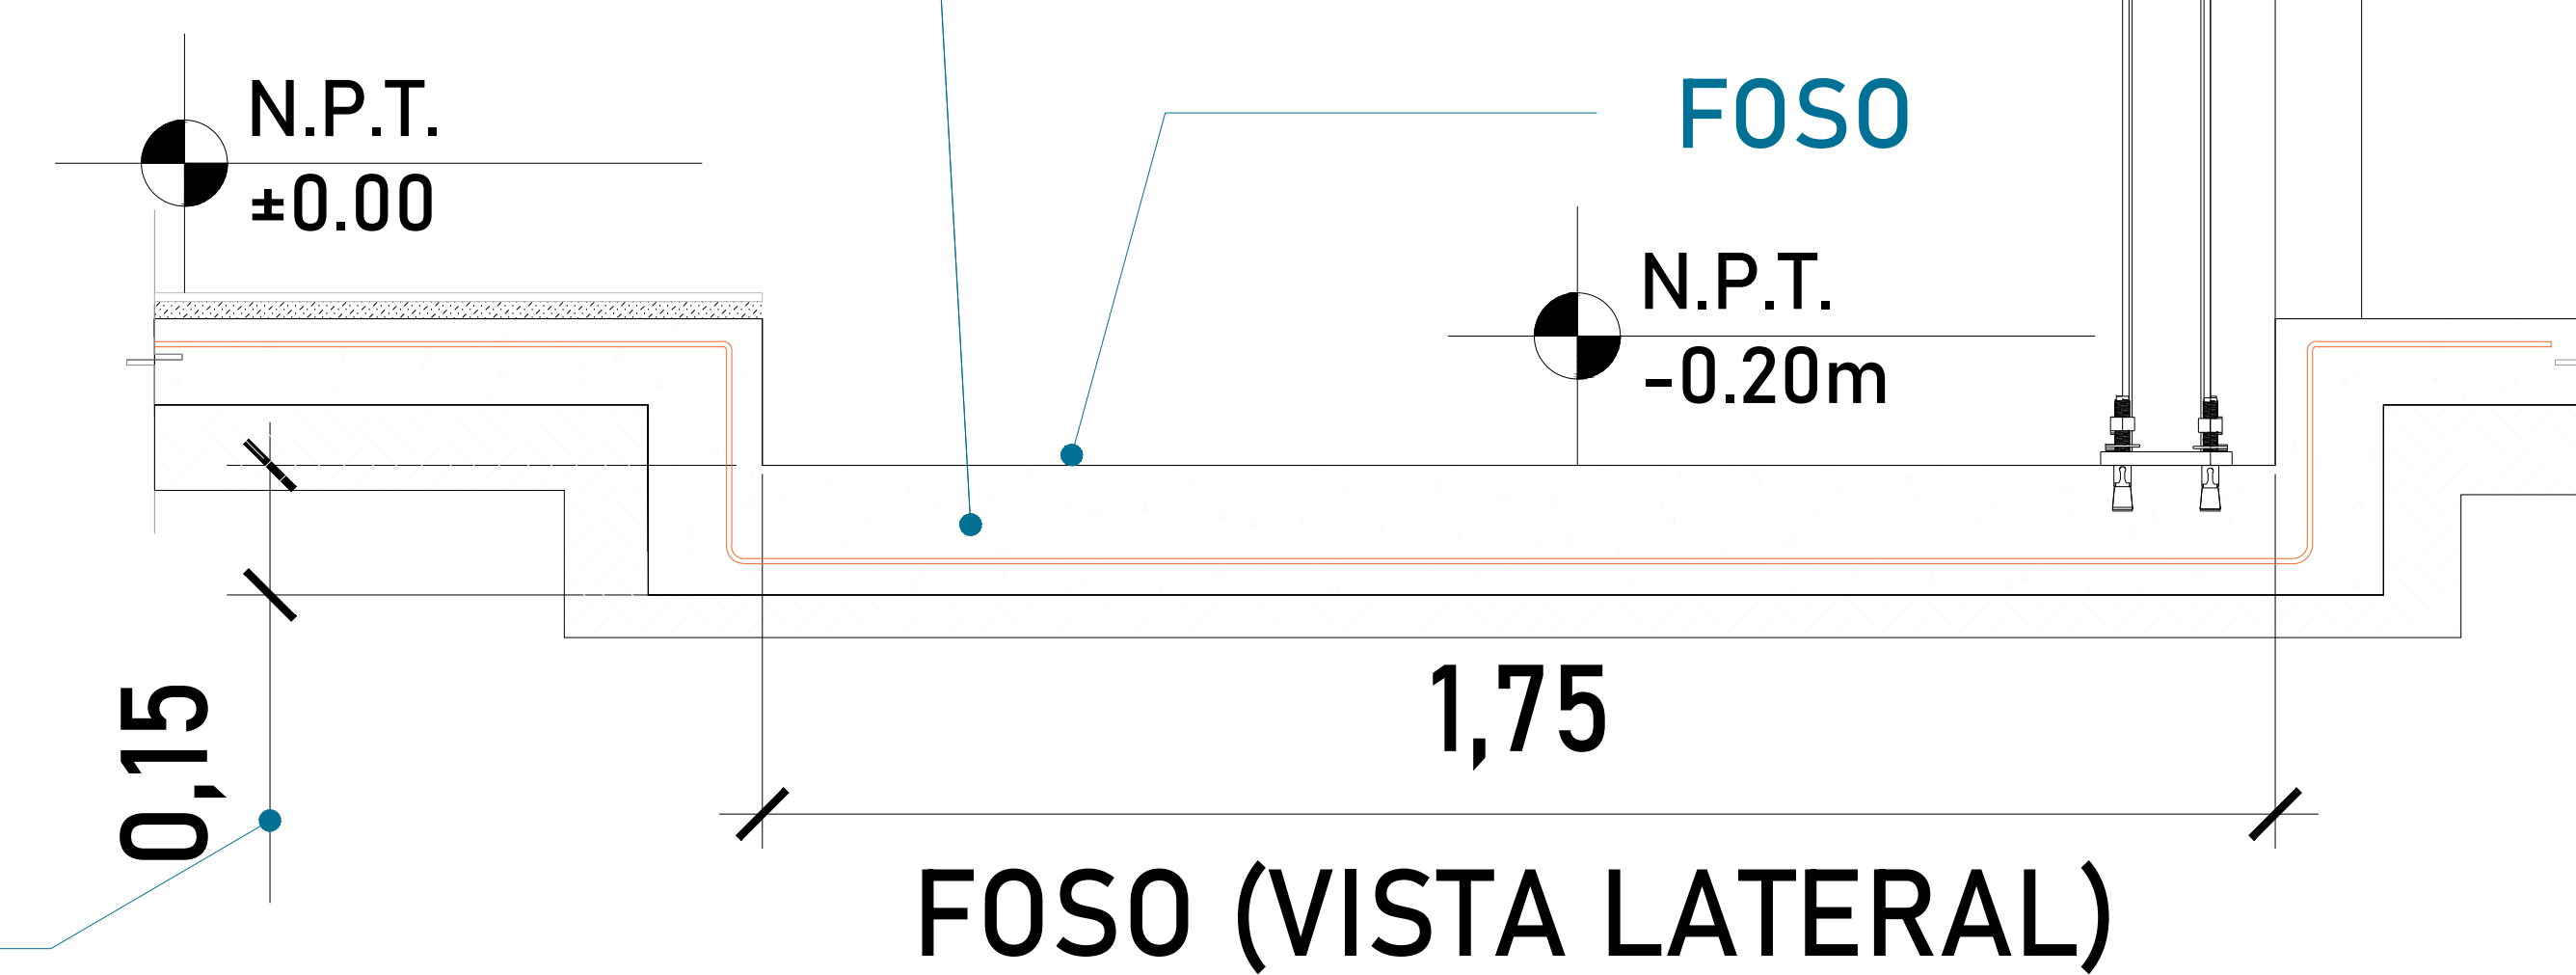 N.P.T.
±0.00
FOSO
N.P.T.
-0.20m
0,15
1,75
FOSO (VISTA LATERAL)